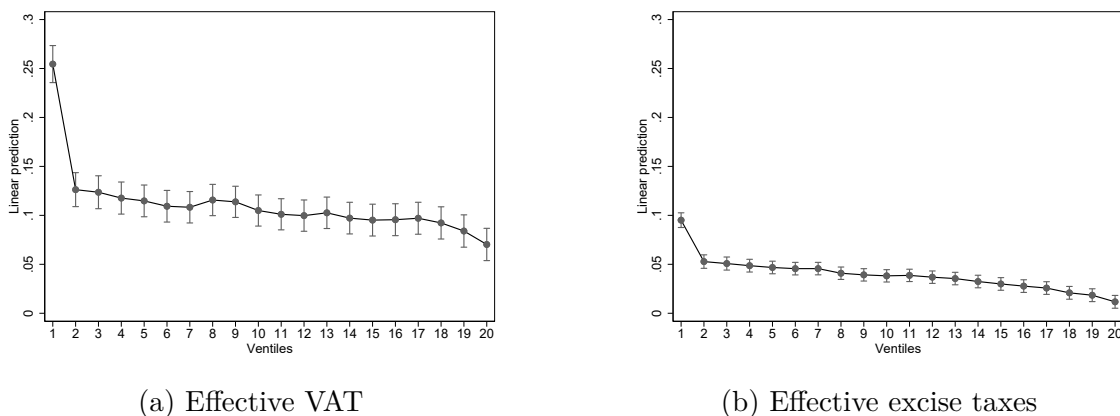 .3
.25
.2
.15
.1
.05
0
Linear prediction
1 2 3 4 5 6 7 8 9 10 11 12 13 14 15 16 17 18 19 20
Ventiles
(a) Effective VAT
.3
.25
.2
.15
.1
.05
0
Linear prediction
1 2 3 4 5 6 7 8 9 10 11 12 13 14 15 16 17 18 19 20
Ventiles
(b) Effective excise taxes